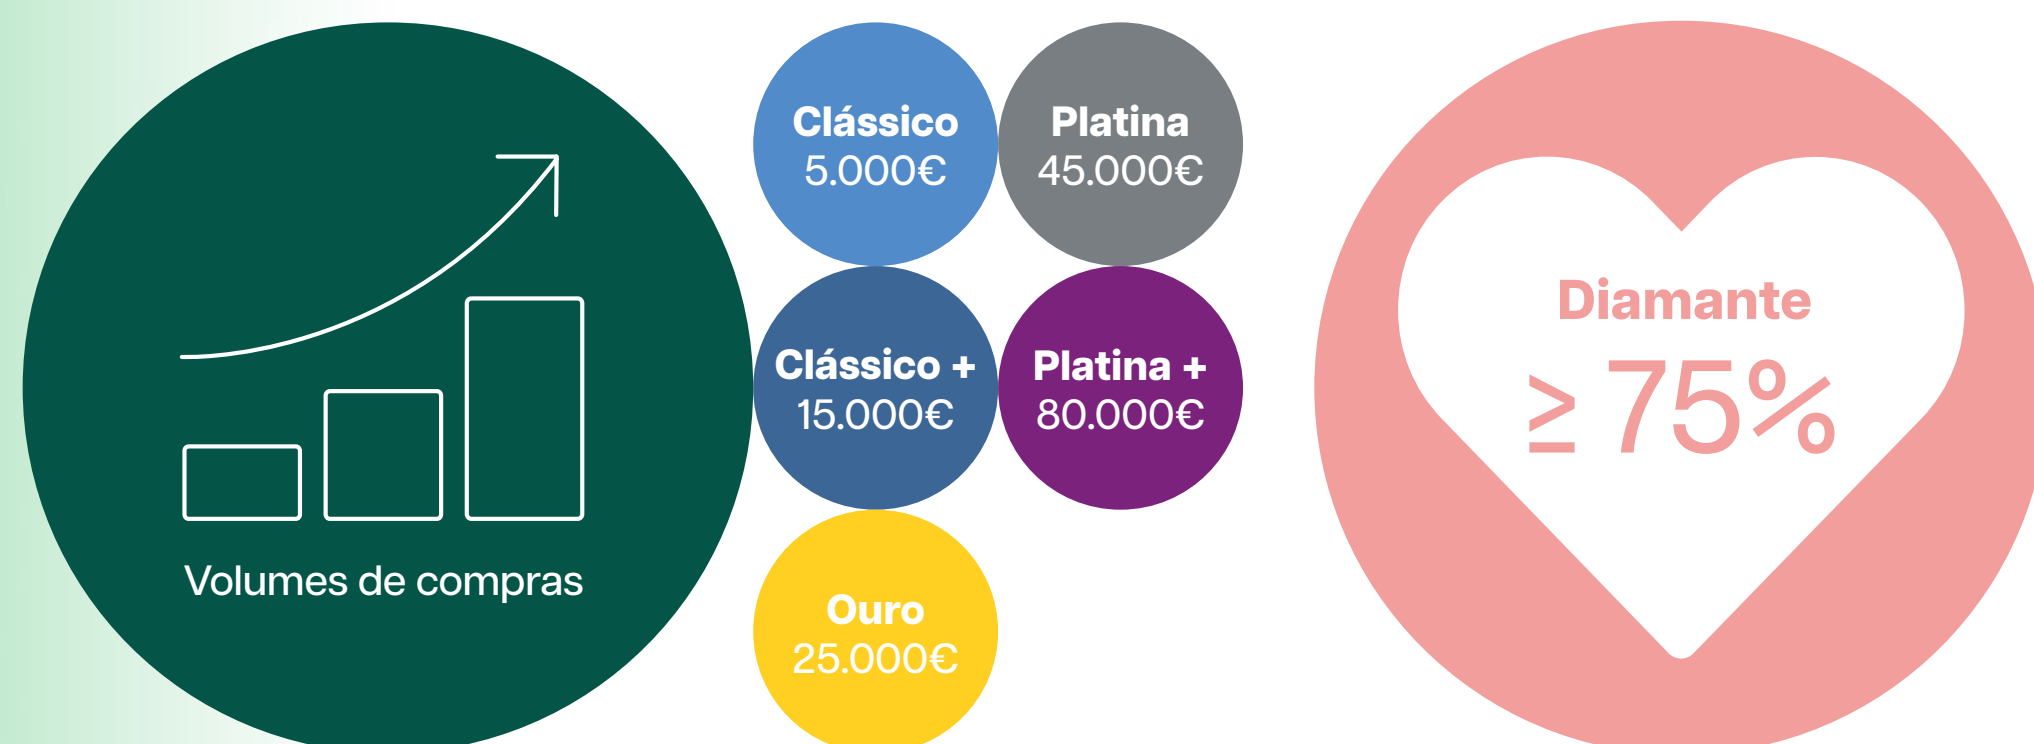 Volumes de compras
Clássico
5.000€
Clássico +
15.000€
Ouro
25.000€
Platina
45.000€
Platina +
80.000€
Diamante
≥ 75%